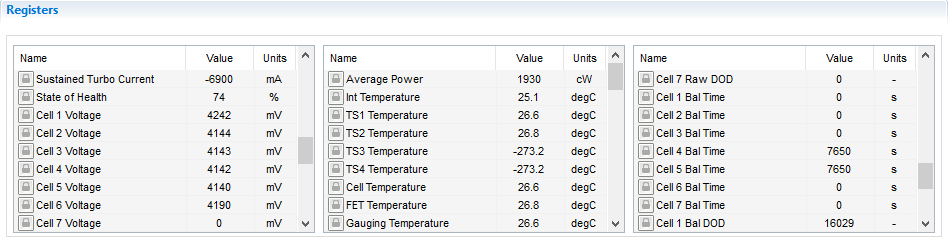 Registers
Name Value Units
Sustained Turbo Current -6900 mA
State of Health 74 %
Cell 1 Voltage 4242 mV
Cell 2 Voltage 4144 mV
Cell 3 Voltage 4143 mV
Cell 4 Voltage 4142 mV
Cell 5 Voltage 4140 mV
Cell 6 Voltage 4190 mV
Cell 7 Voltage 0 mV
Name Value Units
Average Power 1930 cW
Int Temperature 25.1 degC
TS1 Temperature 26.6 degC
TS2 Temperature 26.8 degC
TS3 Temperature -273.2 degC
TS4 Temperature -273.2 degC
Cell Temperature 26.6 degC
FET Temperature 26.8 degC
Gauging Temperature 26.6 degC
Name Value Units
Cell 7 Raw DOD 0 -
Cell 1 Bal Time 0 s
Cell 2 Bal Time 0 s
Cell 3 Bal Time 0 s
Cell 4 Bal Time 7650 s
Cell 5 Bal Time 7650 s
Cell 6 Bal Time 0 s
Cell 7 Bal Time 0 s
Cell 1 Bal DOD 16029 -